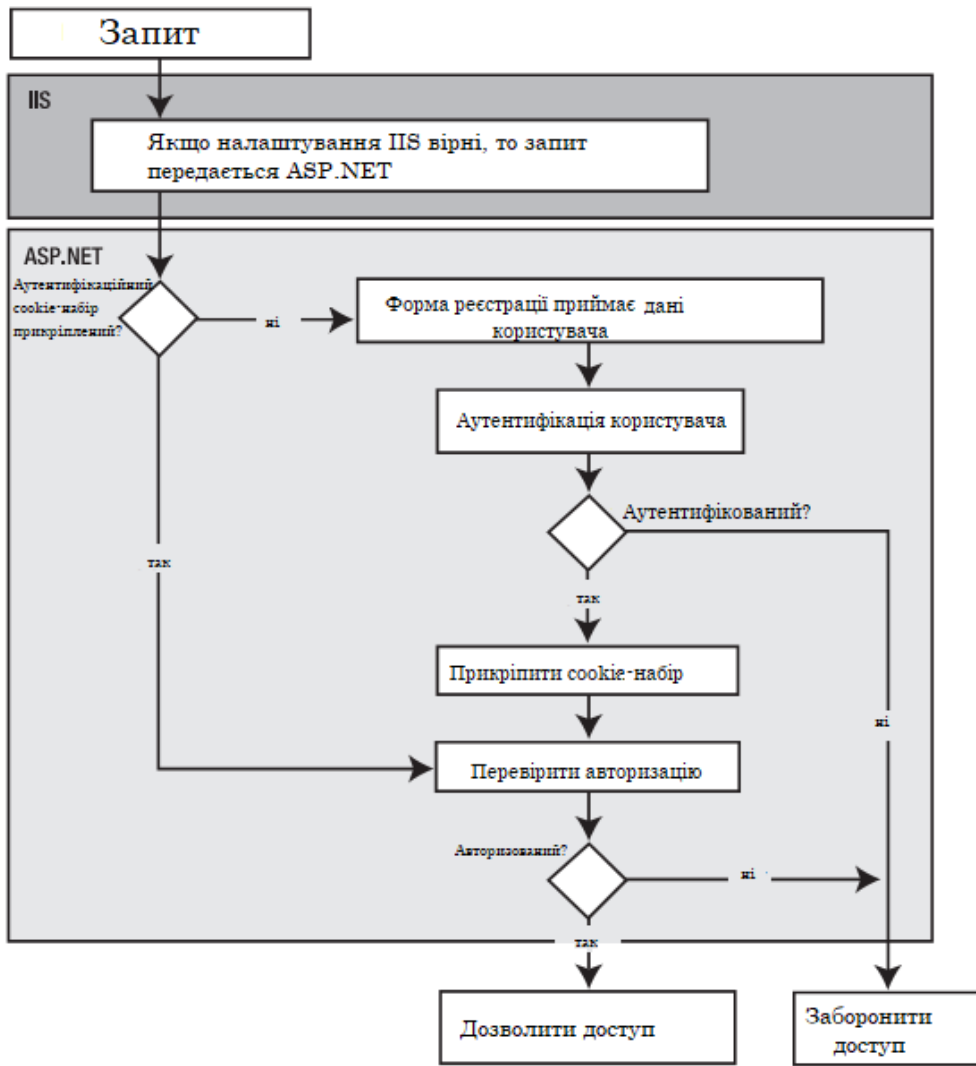 Запит
IIS
Якщо налаштування IIS вірні, то запит
передається ASP.NET
ASP.NET
Аутентифікаційний
cookie-набір
прикріплений?
ні
Форма реєстрації приймає дані
користувача
Аутентифікація користувача
Аутентифікований?
так
так
Прикріпити cookie-набір
ні
Перевірити авторизацію
Авторизований?
ні
так
Дозволити доступ
Заборонити
доступ